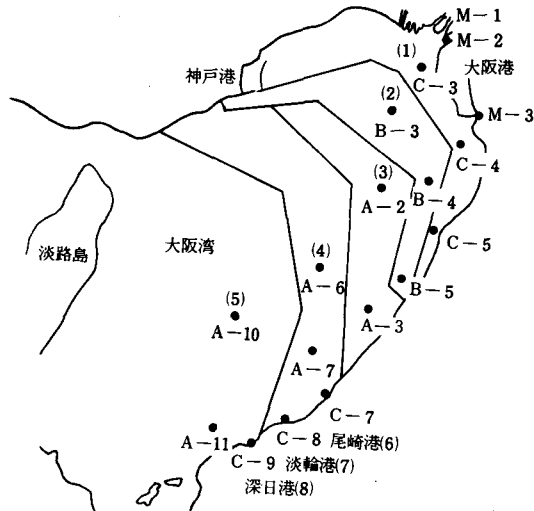 M-1
M-2
(1)
大阪港
神戸港
C-3
(2)
M-3
B-3
C-4
(3)
A-2
B-4
淡路島
大阪湾
C-5
(4)
A-6
B-5
(5)
A-10
A-3
A-7
C-7
A-11
C-8 尾崎港(6)
C-9 淡輪港(7)
深日港(8)